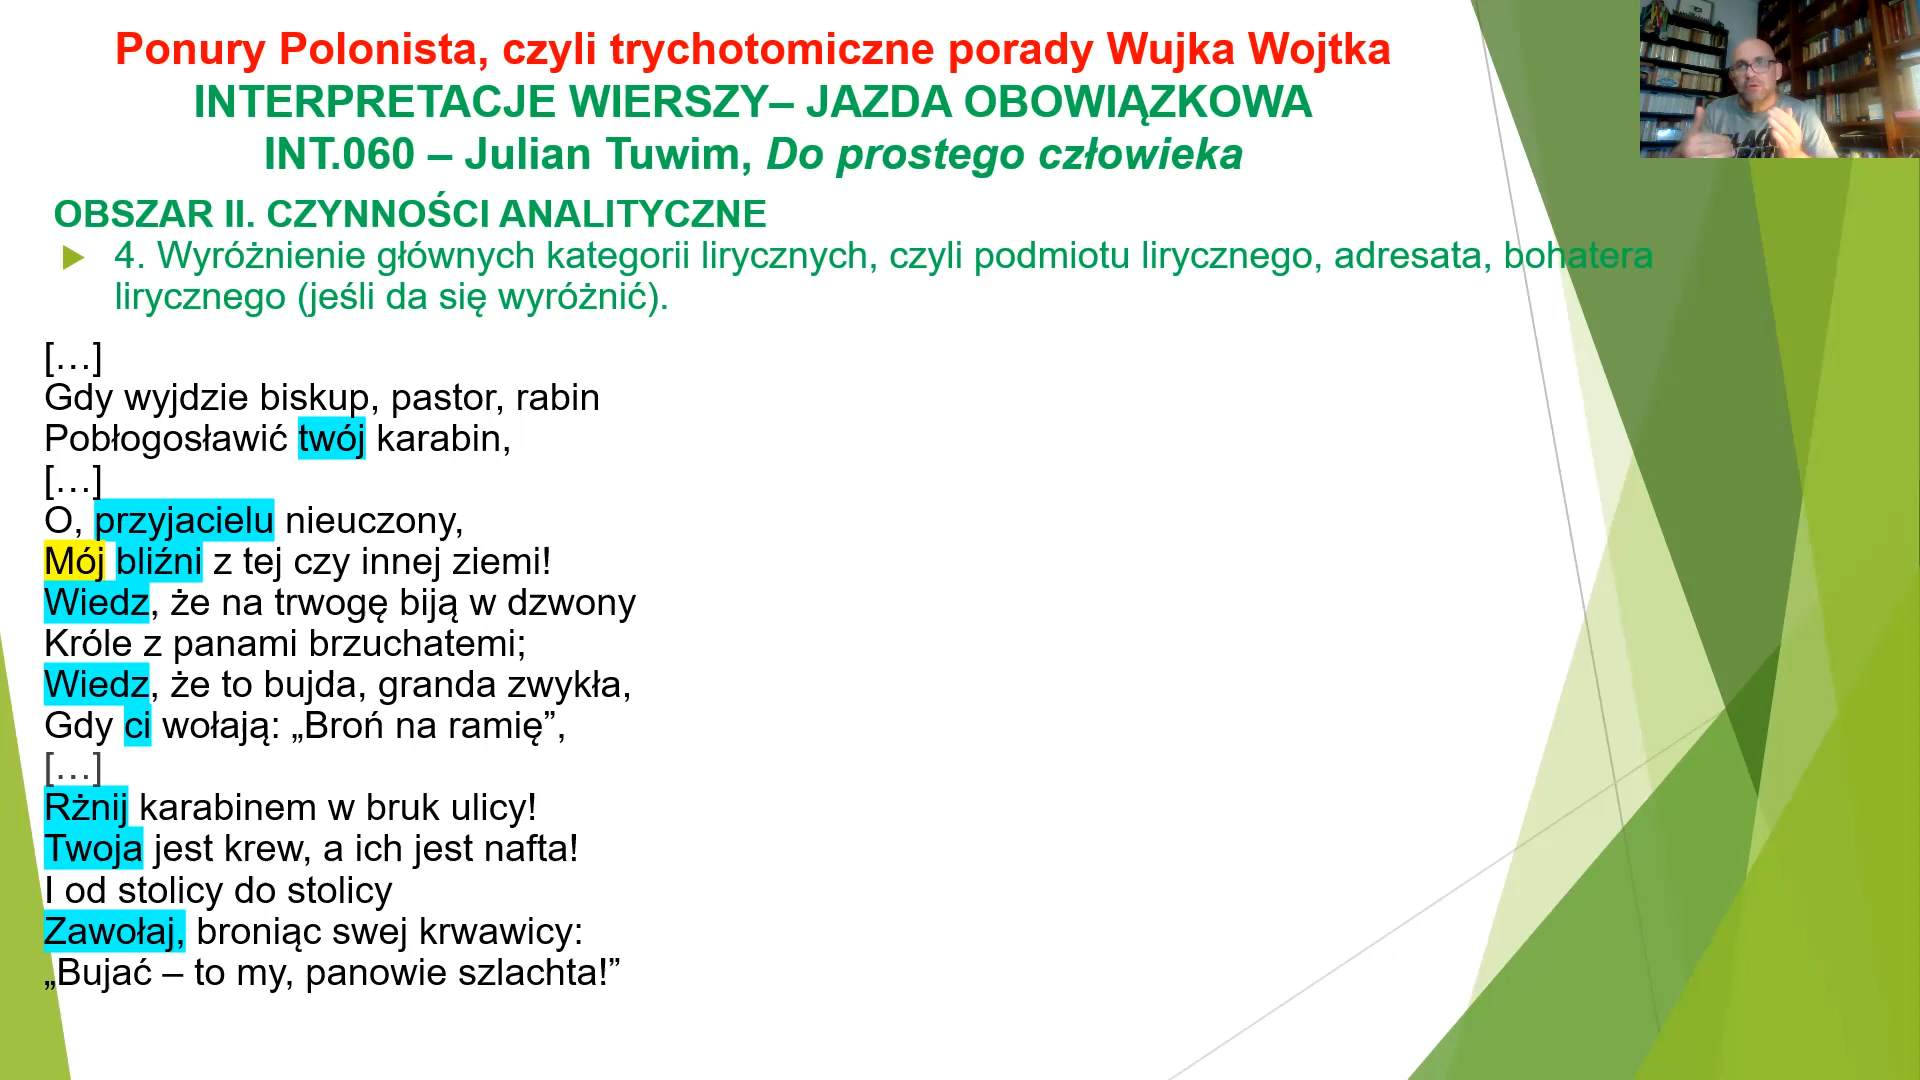 Ponury Polonista, czyli trychotomiczne porady Wujka Wojtka
INTERPRETACJE WIERSZY– JAZDA OBOWIĄZKOWA
INT.060 – Julian Tuwim, Do prostego człowieka
OBSZAR II. CZYNNOŚCI ANALITYCZNE
4. Wyróżnienie głównych kategorii lirycznych, czyli podmiotu lirycznego, adresata, bohatera
lirycznego (jeśli da się wyróżnić).
[…]
Gdy wyjdzie biskup, pastor, rabin
Pobłogosławić twój karabin,
[…]
O, przyjacielu nieuczony,
Mój bliźni z tej czy innej ziemi!
Wiedz, że na trwogę biją w dzwony
Króle z panami brzuchatemi;
Wiedz, że to bujda, granda zwykła,
Gdy ci wołają: „Broń na ramię”,
[…]
Rżnij karabinem w bruk ulicy!
Twoja jest krew, a ich jest nafta!
I od stolicy do stolicy
Zawołaj, broniąc swej krwawicy:
„Bujać – to my, panowie szlachta!”